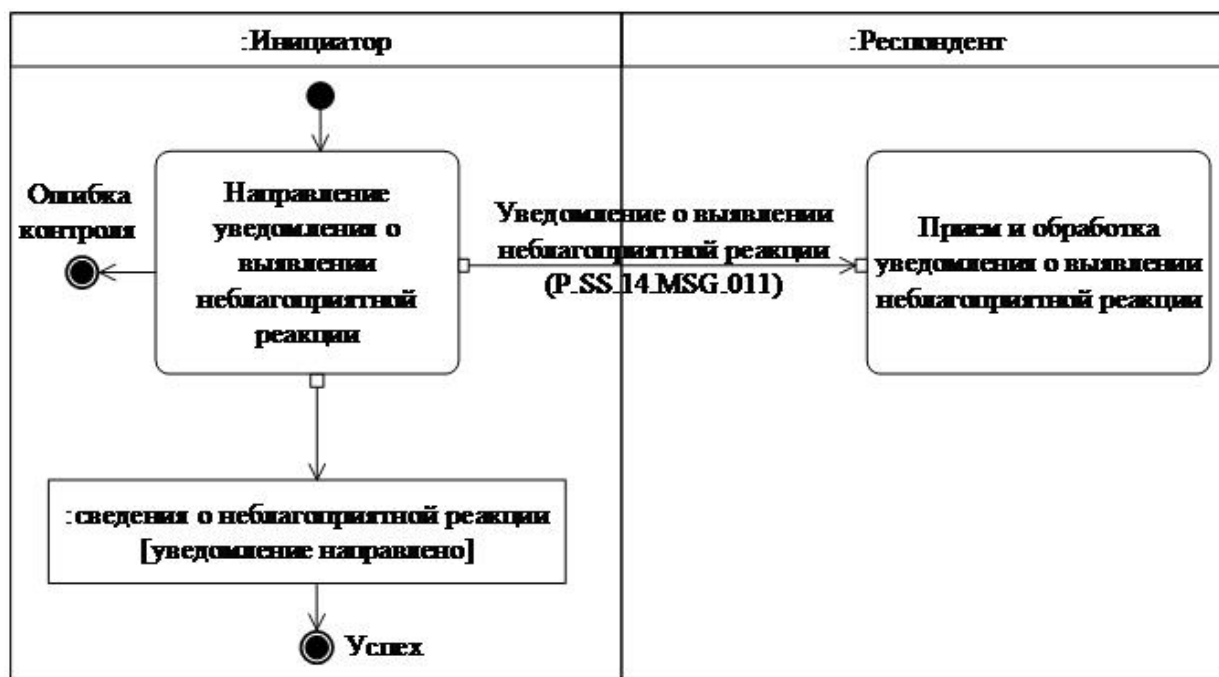 :Инициатор
:Респондент
Ошибка
контроля
Направление
уведомления о
выявлении
неблагоприятной
реакции
Уведомление о выявлении
неблагоприятной реакции
(P.SS.14.MSG.011)
Прием и обработка
уведомления о выявлении
неблагоприятной реакции
:сведения о неблагоприятной реакции
[уведомление направлено]
Успех